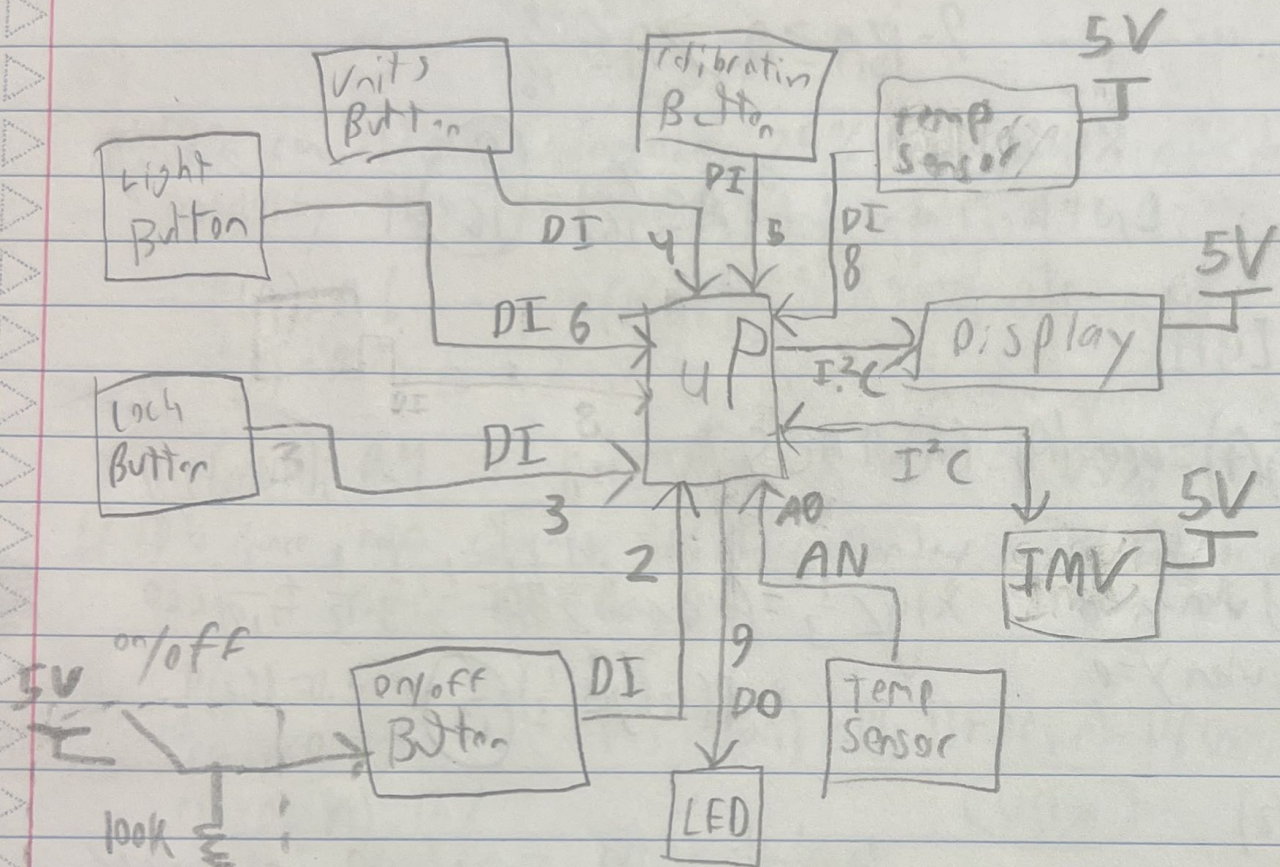 5V
Units
Button
Calibration
Button
temp
sensor
Light
Button
DI
DI
4
5
DI
8
5V
DI 6
uP
Display
I²C
Lock
Button
DI
3
DI
8
3
I²C
5V
2
A0
AN
IMU
on/off
5V
on/off
Button
DI
9
DO
Temp
Sensor
100K
LED